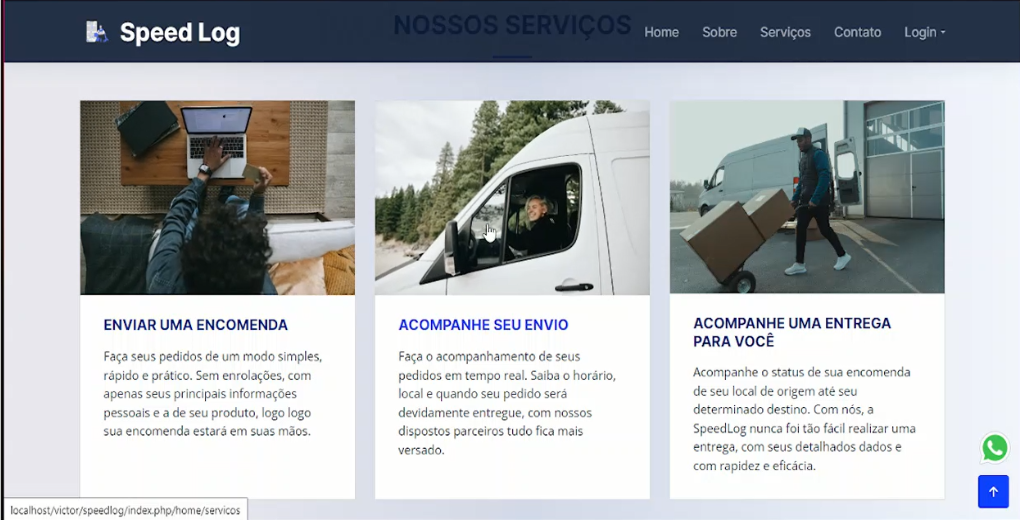 NOSSOS SERVIÇOS
Speed Log
Home Sobre Serviços Contato Login
ENVIAR UMA ENCOMENDA
Faça seus pedidos de um modo simples,
rápido e prático. Sem enrolações, com
apenas seus principais informações
pessoais e a de seu produto, logo logo
sua encomenda estará em suas mãos.
ACOMPANHE SEU ENVIO
Faça o acompanhamento de seus
pedidos em tempo real. Saiba o horário,
local e quando seu pedido será
devidamente entregue, com nossos
dispostos parceiros tudo fica mais
versado.
ACOMPANHE UMA ENTREGA
PARA VOCÊ
Acompanhe o status de sua encomenda
de seu local de origem até seu
determinado destino. Com nós, a
SpeedLog nunca foi tão fácil realizar uma
entrega, com seus detalhados dados e
com rapidez e eficácia.
localhost/victor/speedlog/index.php/home/servicos